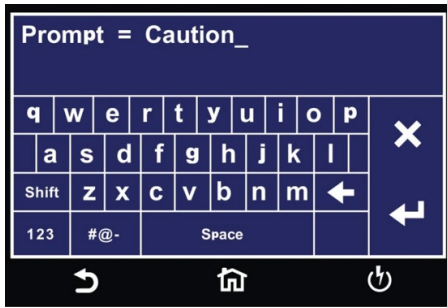 Prompt = Caution_
q w e r t y u i o p
a s d f g h j k l
Shift z x c v b n m
123 #@- Space